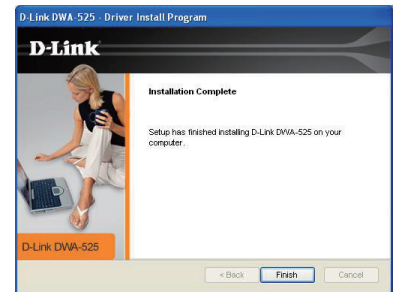 D-Link DWA-525 - Driver Install Program
D-Link
Installation Complete
Setup has finished installing D-Link DWA-525 on your
computer.
D-Link DWA-525
< Back Finish Cancel